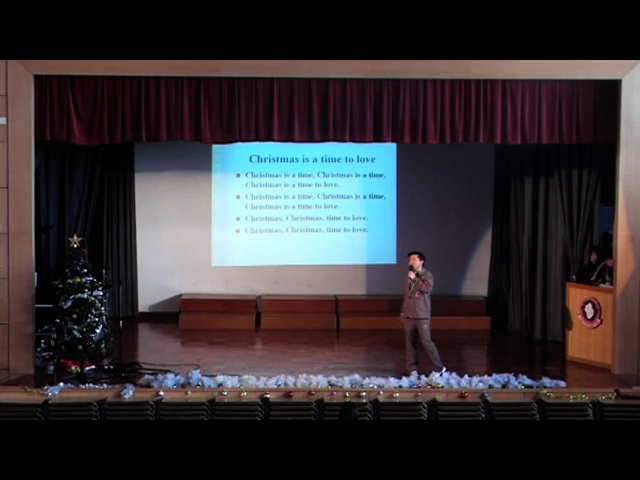 Christmas is a time to love
Christmas is a time, Christmas is a time,
Christmas is a time to love.
Christmas is a time, Christmas is a time,
Christmas is a time to love.
Christmas, Christmas, time to love,
Christmas, Christmas, time to love.